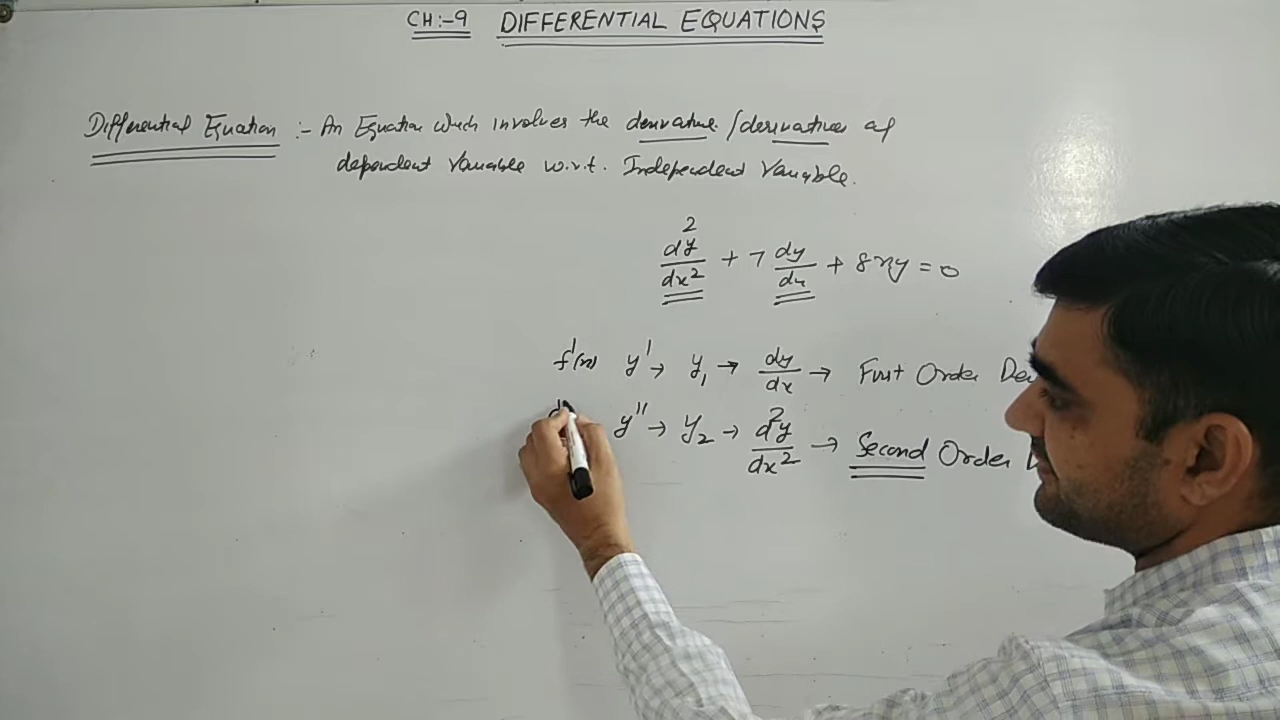 CH:-9 DIFFERENTIAL EQUATIONS
Differential Equation :- An Equation which involves the derivative / derivatives of
dependent Variable w.r.t. Independent Variable.
d²y/dx² + 7 dy/dx + 8xy = 0
f'(x) y' → y₁ → dy/dx → First Order De
y'' → y₂ → d²y/dx² → Second Order